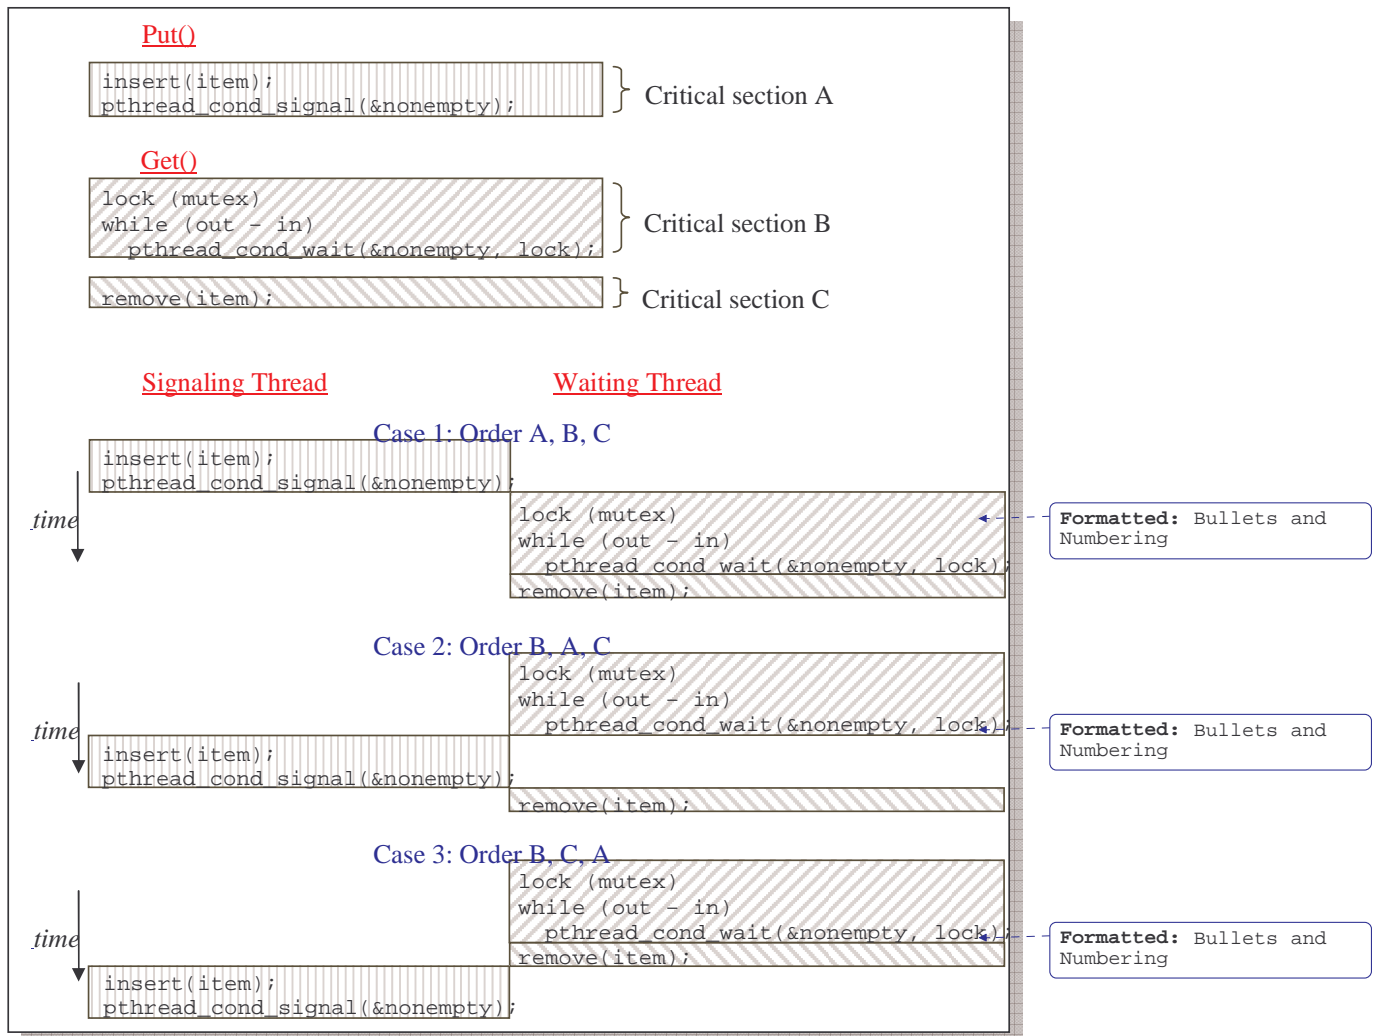 Put()
insert(item);
pthread_cond_signal(&nonempty);
Critical section A
Get()
lock (mutex)
while (out - in)
pthread_cond_wait(&nonempty, lock);
Critical section B
remove(item);
Critical section C
Signaling Thread
Waiting Thread
Case 1: Order A, B, C
insert(item);
pthread_cond_signal(&nonempty);
time
lock (mutex)
while (out - in)
pthread_cond_wait(&nonempty, lock);
remove(item);
Formatted: Bullets and
Numbering
Case 2: Order B, A, C
lock (mutex)
while (out - in)
pthread_cond_wait(&nonempty, lock);
time
insert(item);
pthread_cond_signal(&nonempty);
remove(item);
Formatted: Bullets and
Numbering
Case 3: Order B, C, A
lock (mutex)
while (out - in)
pthread_cond_wait(&nonempty, lock);
remove(item);
time
insert(item);
pthread_cond_signal(&nonempty);
Formatted: Bullets and
Numbering